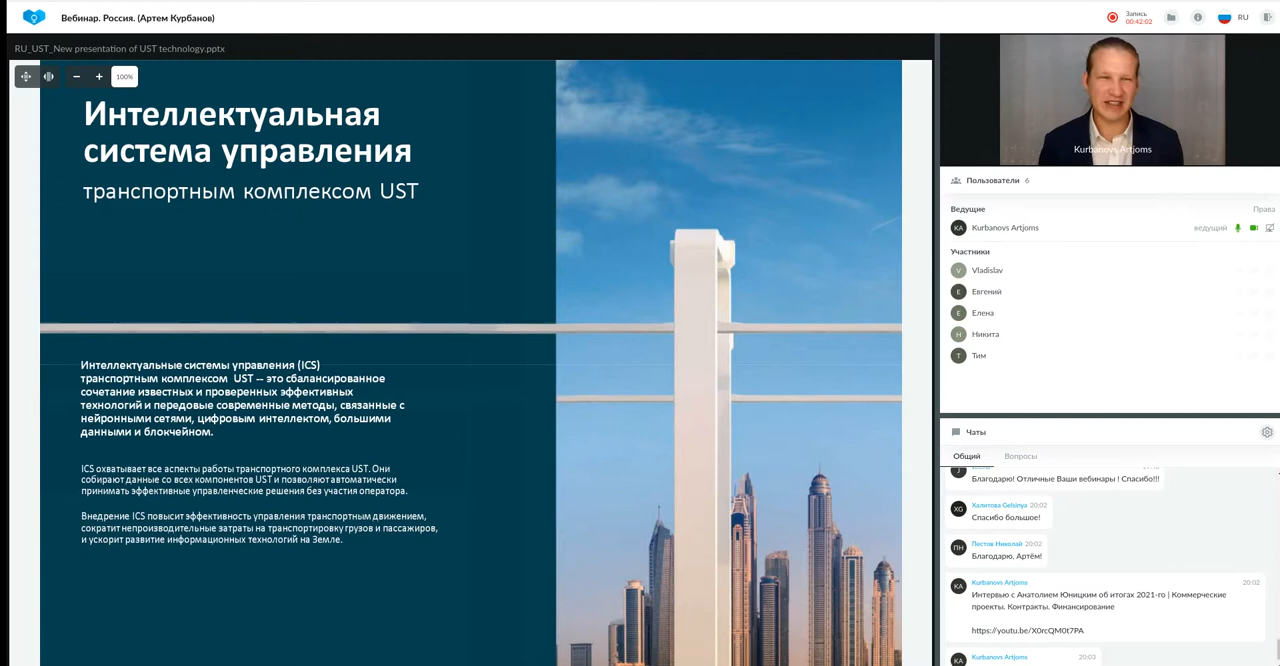 Вебинар. Россия. (Артем Курбанов)
Запись
00:42:02
RU
RU_UST_New presentation of UST technology.pptx
100%
Интеллектуальная
система управления
транспортным комплексом UST
Интеллектуальные системы управления (ICS)
транспортным комплексом UST -- это сбалансированное
сочетание известных и проверенных эффективных
технологий и передовые современные методы, связанные с
нейронными сетями, цифровым интеллектом, большими
данными и блокчейном.
ICS охватывает все аспекты работы транспортного комплекса UST. Они
собирают данные со всех компонентов UST и позволяют автоматически
принимать эффективные управленческие решения без участия оператора.
Внедрение ICS повысит эффективность управления транспортным движением,
сократит непроизводительные затраты на транспортировку грузов и пассажиров,
и ускорит развитие информационных технологий на Земле.
Kurbanovs Artjoms
Пользователи 6
Ведущие Права
KA Kurbanovs Artjoms ведущий
Участники
V Vladislav
Е Евгений
Е Елена
Н Никита
Т Тим
Чаты
Общий Вопросы
Благодарю! Отличные Ваши вебинары ! Спасибо!!!
XG Халитова Gelsinya 20:02
Спасибо большое!
ПН Пестов Николай 20:02
Благодарю, Артём!
KA Kurbanovs Artjoms 20:02
Интервью с Анатолием Юницким об итогах 2021-го | Коммерческие
проекты. Контракты. Финансирование
https://youtu.be/X0rcQM0t7PA
KA Kurbanovs Artjoms 20:03